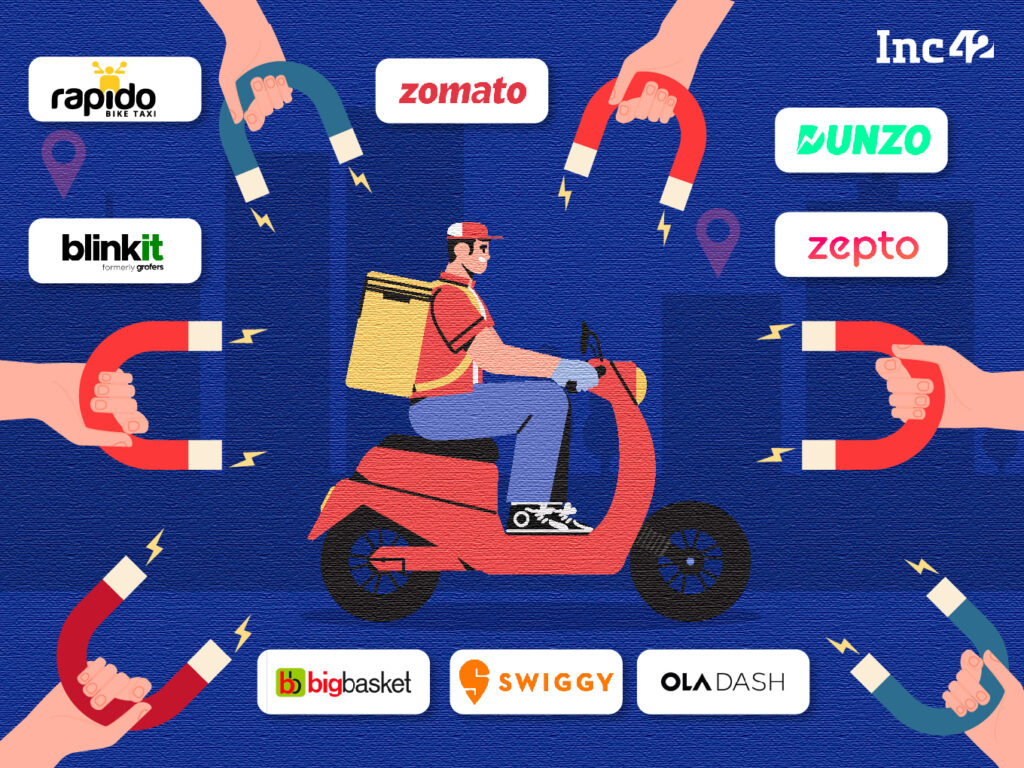 Inc42
rapido
BIKE TAXI
zomato
DUNZO
blinkit
formerly grofers
zepto
bigbasket
SWIGGY
OLA DASH